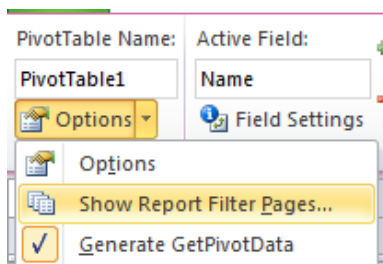 PivotTable Name: Active Field:
PivotTable1 Name
Options Field Settings
Options
Show Report Filter Pages...
Generate GetPivotData